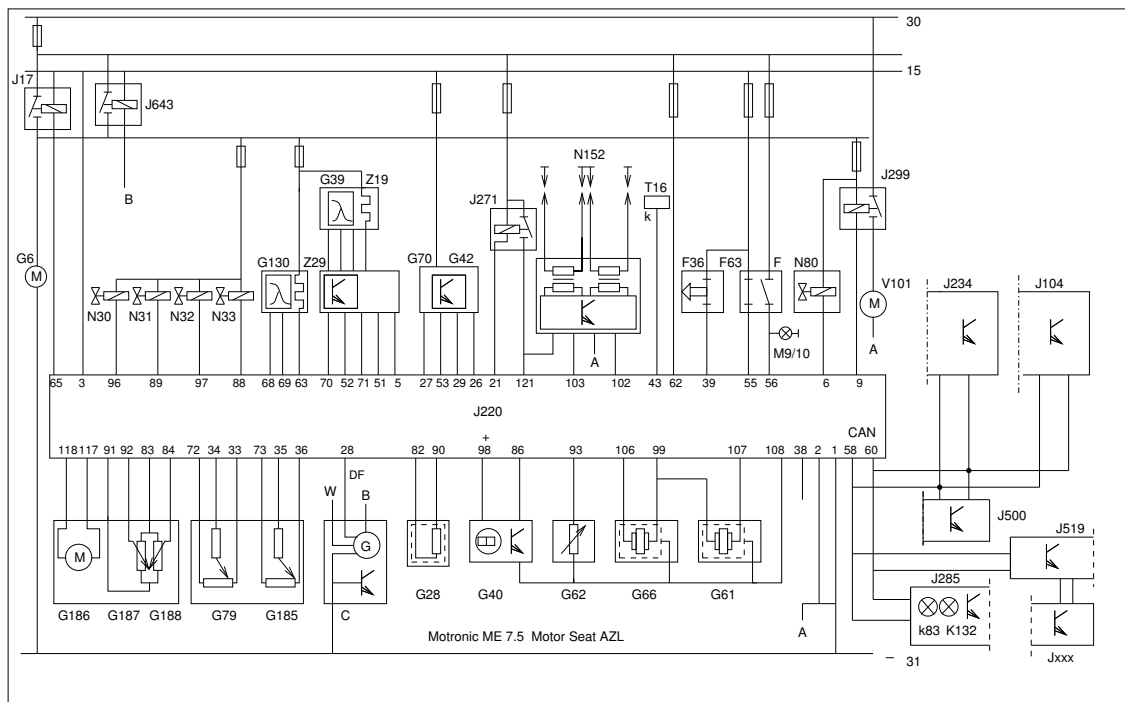 30
15
J17
J643
B
N152
G39 Z19
T16
k
J271
J299
G6
M
G130 Z29
G70 G42
F36 F63 F
N80
V101
M
N30 N31 N32 N33
M9/10
A
A
J234
J104
65 3 96 89 97 88 68 69 63 70 52 71 51 5 27 53 29 26 21 121 103 102 43 62 39 55 56 6 9
J220
+
CAN
118 117 91 92 83 84 72 34 33 73 35 36 28 82 90 98 86 93 106 99 107 108 38 2 1 58 60
DF
W
B
M
G
J500
J519
J285
k83 K132
G186 G187 G188 G79 G185 C G28 G40 G62 G66 G61
A
Motronic ME 7.5 Motor Seat AZL
– 31
Jxxx